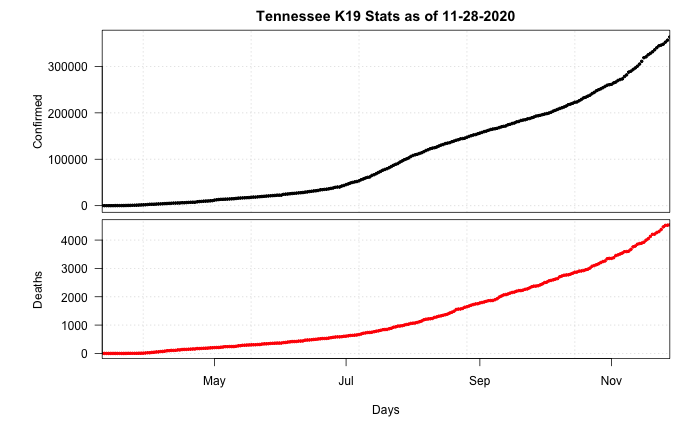 Tennessee K19 Stats as of 11-28-2020
Confirmed
300000
200000
100000
0
Deaths
4000
3000
2000
1000
0
May Jul Sep Nov
Days